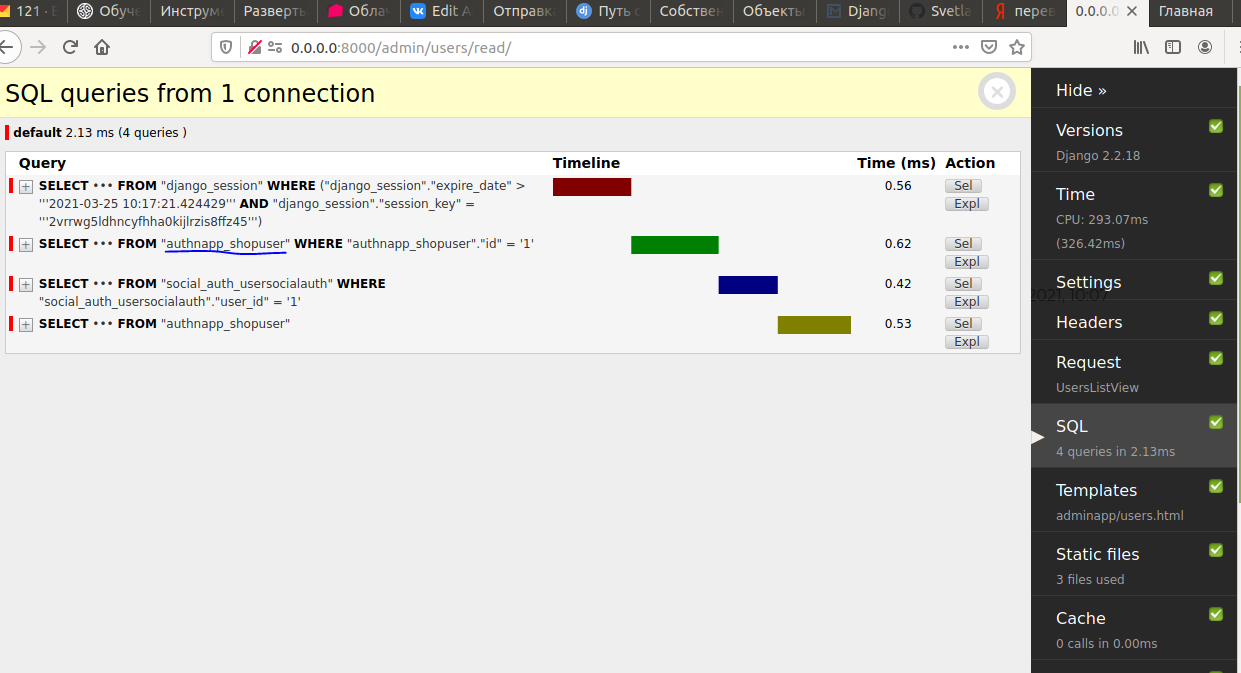 121 ·
Обуч
Инструм
Разверть
Обла
Edit A
Отправк
Путь с
Собствен
Объекты
Djang
Svetla
перев
0.0.0.0
Главная
0.0.0.0:8000/admin/users/read/
SQL queries from 1 connection
default 2.13 ms (4 queries )
Query Timeline Time (ms) Action
SELECT ••• FROM "django_session" WHERE ("django_session"."expire_date" > 0.56 Sel
'''2021-03-25 10:17:21.424429''' AND "django_session"."session_key" = Expl
'''2vrrwg5ldhncyfhha0kijlrzis8ffz45''')
SELECT ••• FROM "authnapp_shopuser" WHERE "authnapp_shopuser"."id" = '1' 0.62 Sel
Expl
SELECT ••• FROM "social_auth_usersocialauth" WHERE 0.42 Sel
"social_auth_usersocialauth"."user_id" = '1' Expl
SELECT ••• FROM "authnapp_shopuser" 0.53 Sel
Expl
Hide »
Versions
Django 2.2.18
Time
CPU: 293.07ms
(326.42ms)
Settings
2021, 10:07
Headers
Request
UsersListView
SQL
4 queries in 2.13ms
Templates
adminapp/users.html
Static files
3 files used
Cache
0 calls in 0.00ms